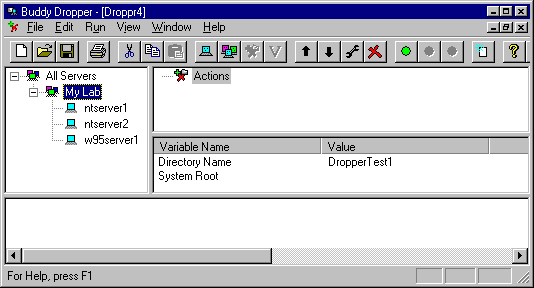 Buddy Dropper - [Droppr4]
File Edit Run View Window Help
V ?
All Servers
My Lab
ntserver1
ntserver2
w95server1
Actions
Variable Name Value
Directory Name DropperTest1
System Root
For Help, press F1